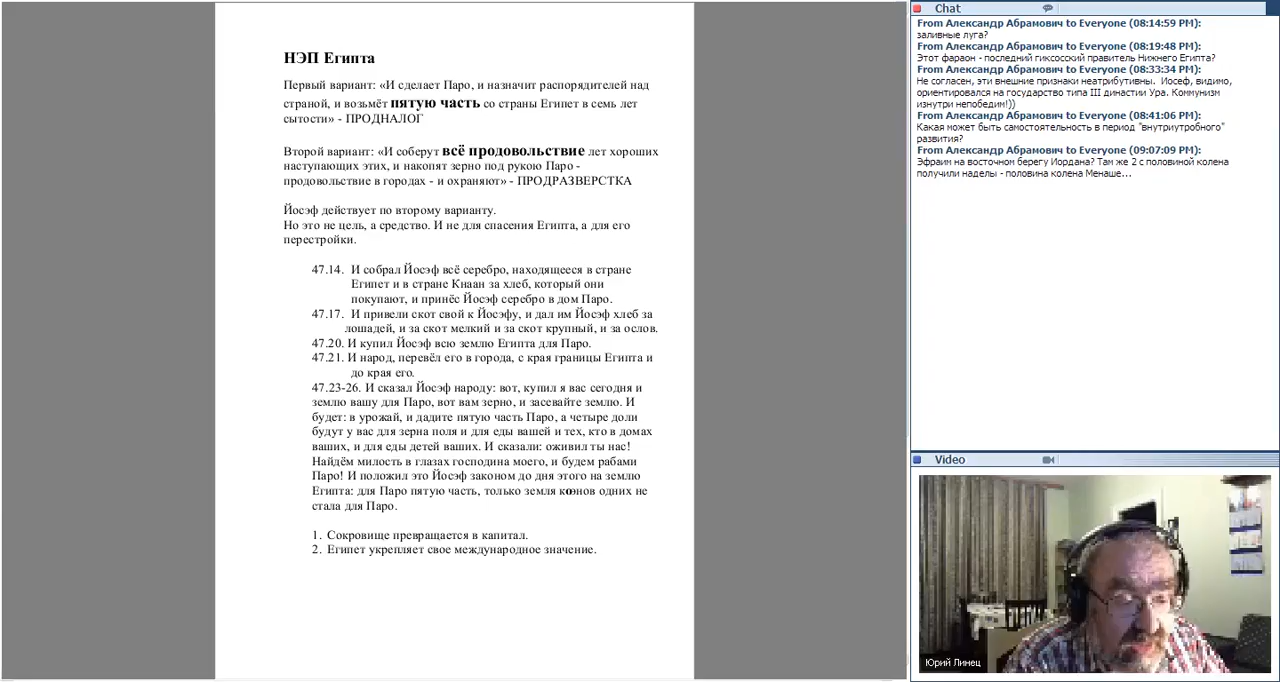 НЭП Египта
Первый вариант: «И сделает Паро, и назначит распорядителей над
страной, и возьмёт пятую часть со страны Египет в семь лет
сытости» - ПРОДНАЛОГ
Второй вариант: «И соберут всё продовольствие лет хороших
наступающих этих, и накопят зерно под рукою Паро -
продовольствие в городах - и охраняют» - ПРОДРАЗВЕРСТКА
Йосэф действует по второму варианту.
Но это не цель, а средство. И не для спасения Египта, а для его
перестройки.
47.14. И собрал Йосэф всё серебро, находящееся в стране
Египет и в стране Кнаан за хлеб, который они
покупают, и принёс Йосэф серебро в дом Паро.
47.17. И привели скот свой к Йосэфу, и дал им Йосэф хлеб за
лошадей, и за скот мелкий и за скот крупный, и за ослов.
47.20. И купил Йосэф всю землю Египта для Паро.
47.21. И народ, перевёл его в города, с края границы Египта и
до края его.
47.23-26. И сказал Йосэф народу: вот, купил я вас сегодня и
землю вашу для Паро, вот вам зерно, и засевайте землю. И
будет: в урожай, и дадите пятую часть Паро, а четыре доли
будут у вас для зерна поля и для еды вашей и тех, кто в домах
ваших, и для еды детей ваших. И сказали: оживил ты нас!
Найдём милость в глазах господина моего, и будем рабами
Паро! И положил это Йосэф законом до дня этого на землю
Египта: для Паро пятую часть, только земля коэнов одних не
стала для Паро.
1. Сокровище превращается в капитал.
2. Египет укрепляет свое международное значение.
Chat
From Александр Абрамович to Everyone (08:14:59 PM):
заливные луга?
From Александр Абрамович to Everyone (08:19:48 PM):
Этот фараон - последний гиксосский правитель Нижнего Египта?
From Александр Абрамович to Everyone (08:33:34 PM):
Не согласен, эти внешние признаки неатрибутивны. Иосеф, видимо,
ориентировался на государство типа III династии Ура. Коммунизм
изнутри непобедим!))
From Александр Абрамович to Everyone (08:41:06 PM):
Какая может быть самостоятельность в период "внутриутробного"
развития?
From Александр Абрамович to Everyone (09:07:09 PM):
Эфраим на восточном берегу Иордана? Там же 2 с половиной колена
получили наделы - половина колена Менаше...
Video
Юрий Линец